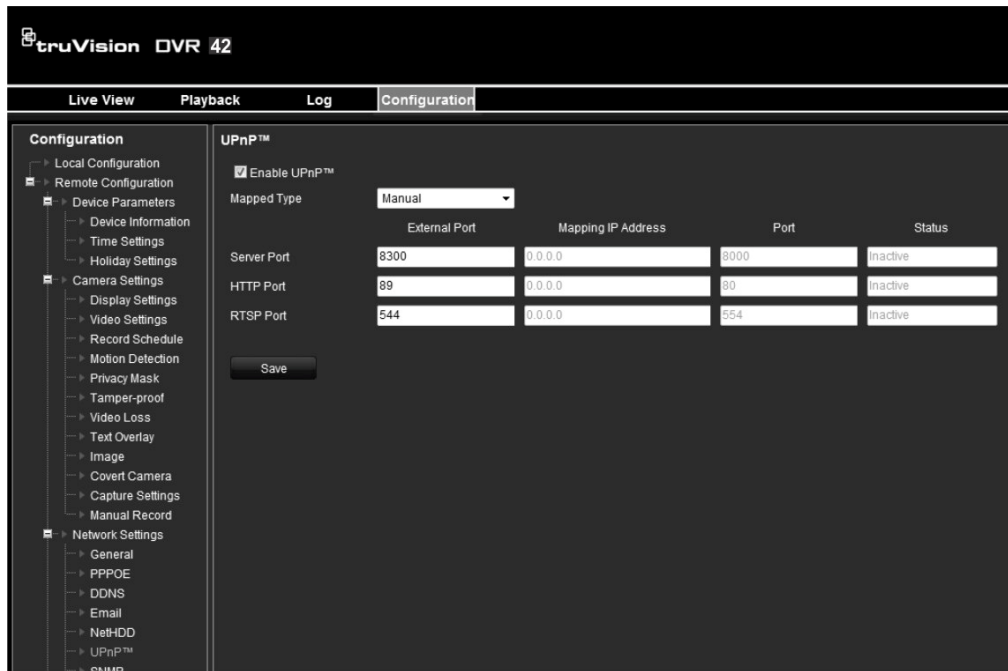 truVision DVR 42
Live View Playback Log Configuration
Configuration
Local Configuration
Remote Configuration
Device Parameters
Device Information
Time Settings
Holiday Settings
Camera Settings
Display Settings
Video Settings
Record Schedule
Motion Detection
Privacy Mask
Tamper-proof
Video Loss
Text Overlay
Image
Covert Camera
Capture Settings
Manual Record
Network Settings
General
PPPOE
DDNS
Email
NetHDD
UPnP™
SNMP
UPnP™
Enable UPnP™
Mapped Type Manual
External Port Mapping IP Address Port Status
Server Port 8300 0.0.0.0 8000 Inactive
HTTP Port 89 0.0.0.0 80 Inactive
RTSP Port 544 0.0.0.0 554 Inactive
Save